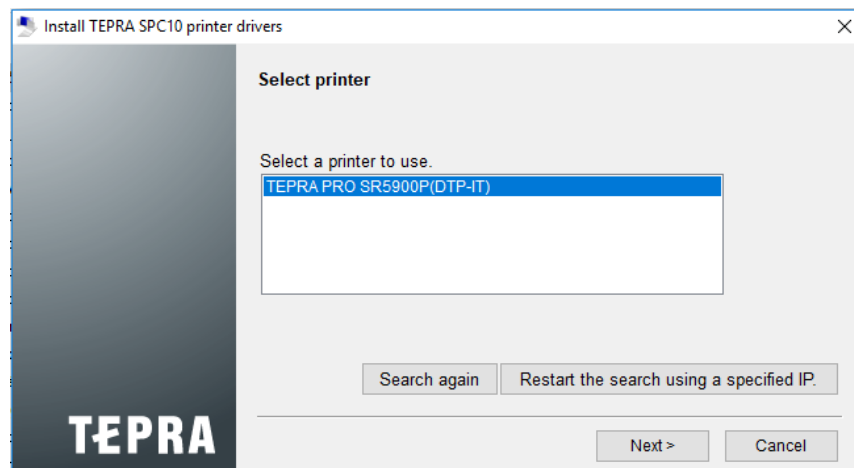 Install TEPRA SPC10 printer drivers
Select printer
Select a printer to use.
TEPRA PRO SR5900P(DTP-IT)
Search again
Restart the search using a specified IP.
TEPRA
Next >
Cancel